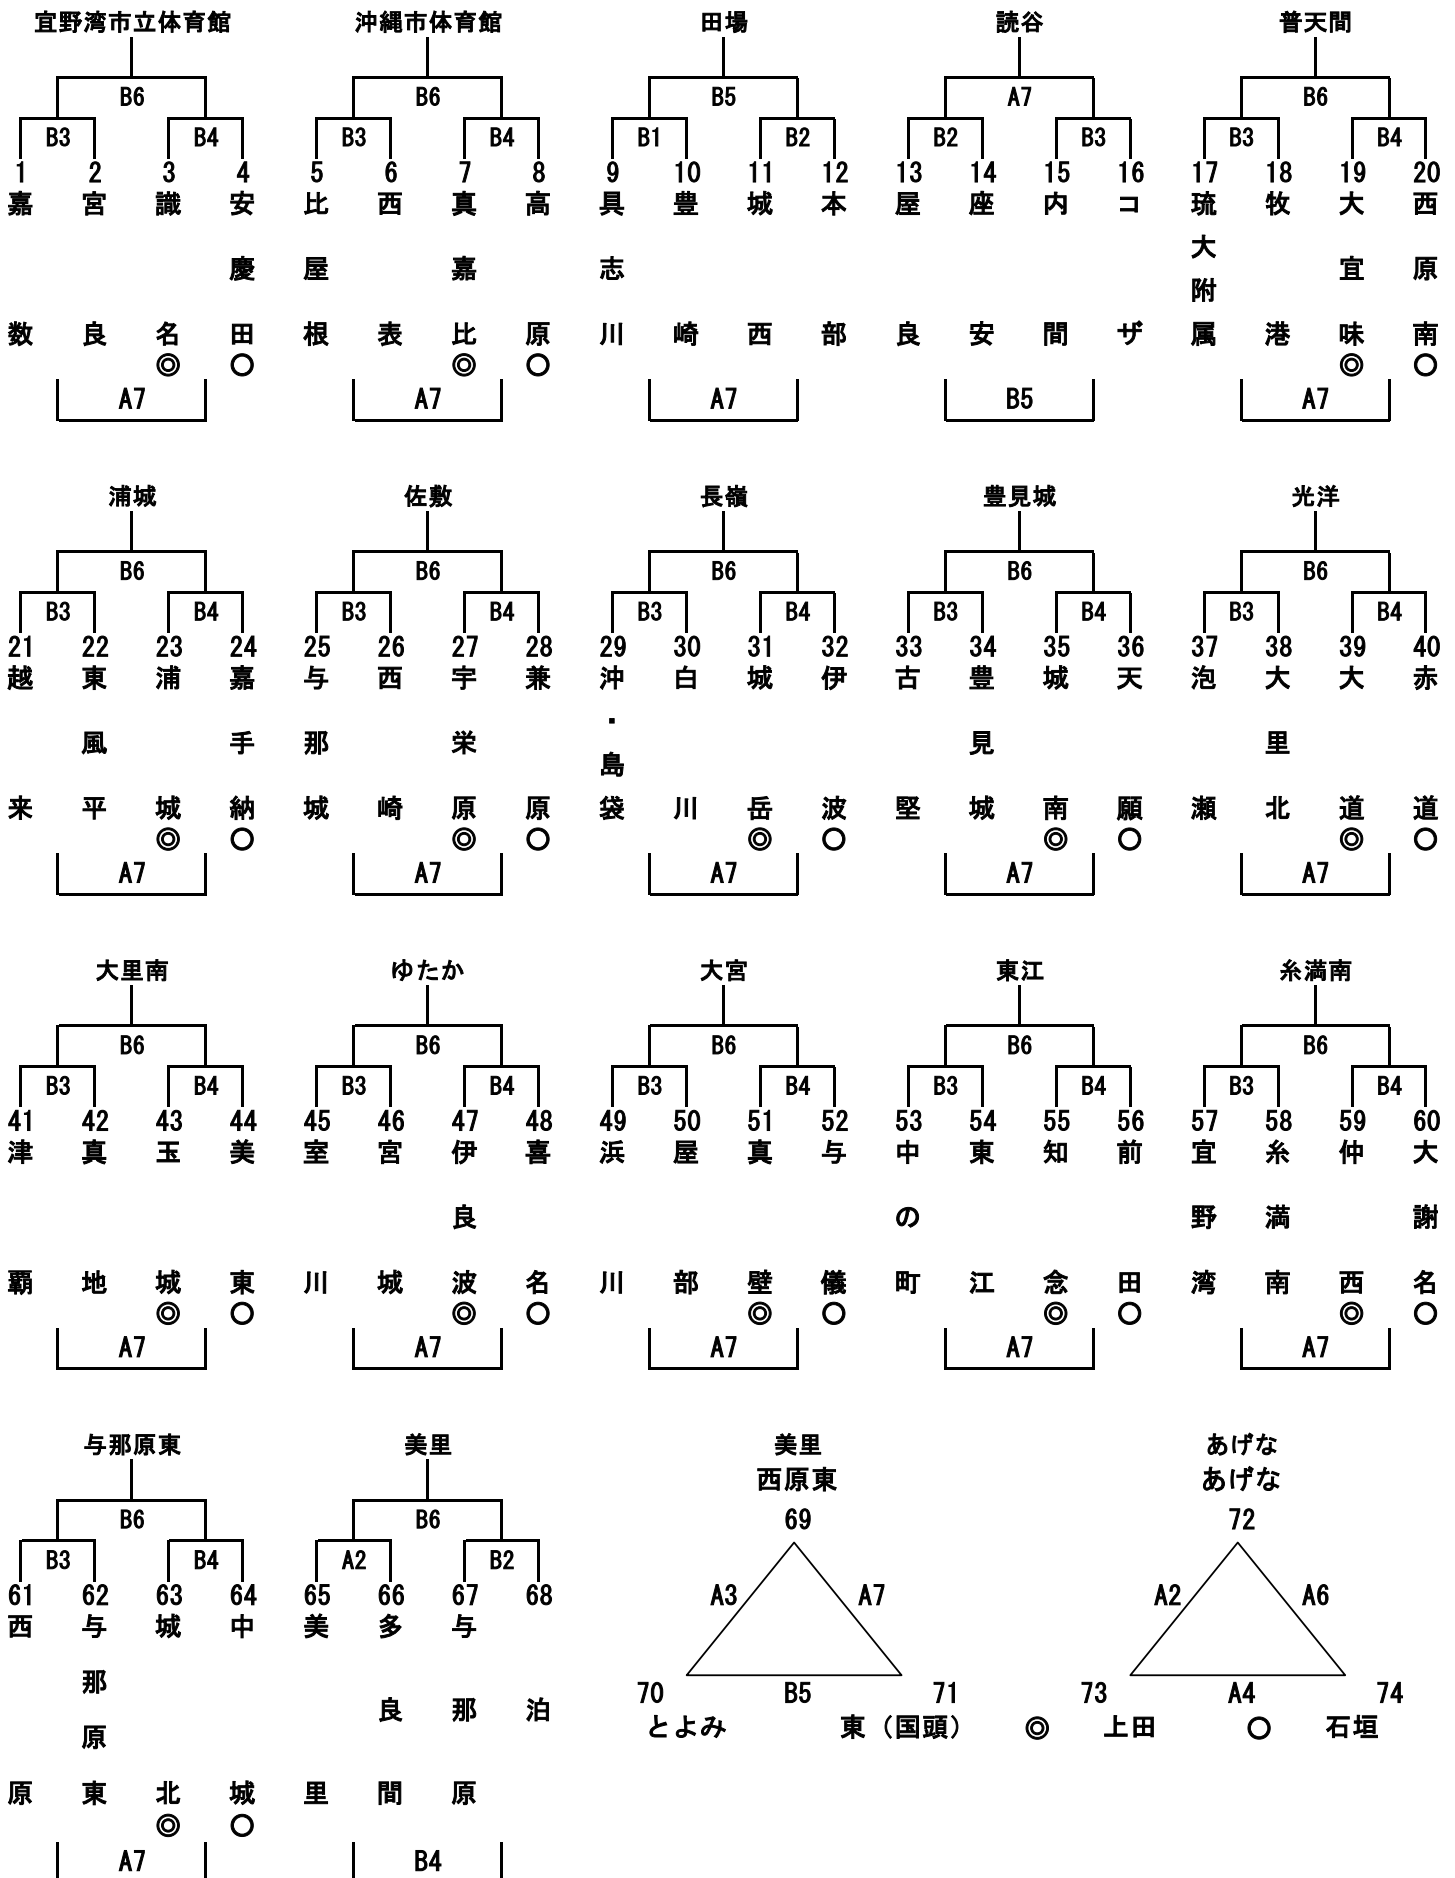 宜野湾市立体育館 沖縄市体育館 田場 読谷 普天間
B6 B6 B5 A7 B6
B3 B4 B3 B4 B1 B2 B2 B3 B3 B4
1 2 3 4 5 6 7 8 9 10 11 12 13 14 15 16 17 18 19 20
嘉数 宮良 識名 安慶田 比屋根 西表 真嘉比 高原 具志川 豊崎 城西 本部 屋良 座安 内間 コザ 琉大附属 牧港 大宜味 西原南
◎ ○ ◎ ○ ◎ ○
A7 A7 A7 B5 A7
浦城 佐敷 長嶺 豊見城 光洋
B6 B6 B6 B6 B6
B3 B4 B3 B4 B3 B4 B3 B4 B3 B4
21 22 23 24 25 26 27 28 29 30 31 32 33 34 35 36 37 38 39 40
越来 東風平 浦城 嘉手納 与那城 西崎 宇栄原 兼原 沖・島袋 白川 城岳 伊波 古堅 豊見城 城南 天願 泡瀬 大里北 大道 赤道
◎ ○ ◎ ○ ◎ ○ ◎ ○ ◎ ○
A7 A7 A7 A7 A7
大里南 ゆたか 大宮 東江 糸満南
B6 B6 B6 B6 B6
B3 B4 B3 B4 B3 B4 B3 B4 B3 B4
41 42 43 44 45 46 47 48 49 50 51 52 53 54 55 56 57 58 59 60
津覇 真地 玉城 美東 室川 宮城 伊良波 喜名 浜川 屋部 真壁 与儀 中の町 東江 知念 前田 宜野湾 糸満南 仲西 大謝名
◎ ○ ◎ ○ ◎ ○ ◎ ○ ◎ ○
A7 A7 A7 A7 A7
与那原東 美里 美里 あげな
西原東 あげな
B6 B6 69 72
B3 B4 A2 B2 A3 A7 A2 A6
61 62 63 64 65 66 67 68
西原 与那原東 城北 中城 美里 多良間 与那原 泊
70 B5 71 73 A4 74
とよみ 東（国頭） ◎ 上田 ○ 石垣
◎ ○
A7 B4